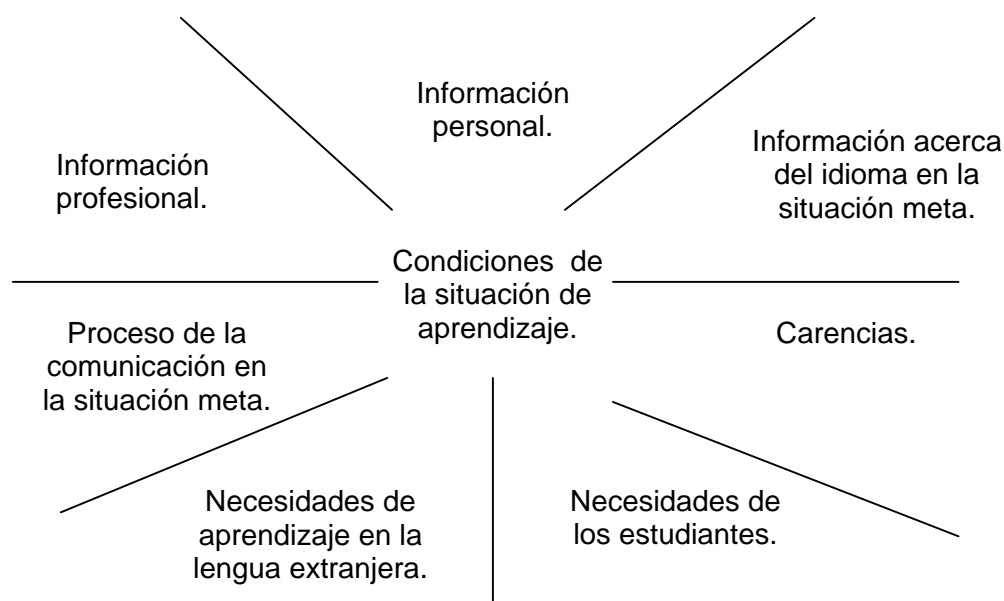 Información
personal.
Información acerca
del idioma en la
situación meta.
Información
profesional.
Condiciones  de
la situación de
aprendizaje.
Proceso de la
comunicación en
la situación meta.
Carencias.
Necesidades de
aprendizaje en la
lengua extranjera.
Necesidades de
los estudiantes.